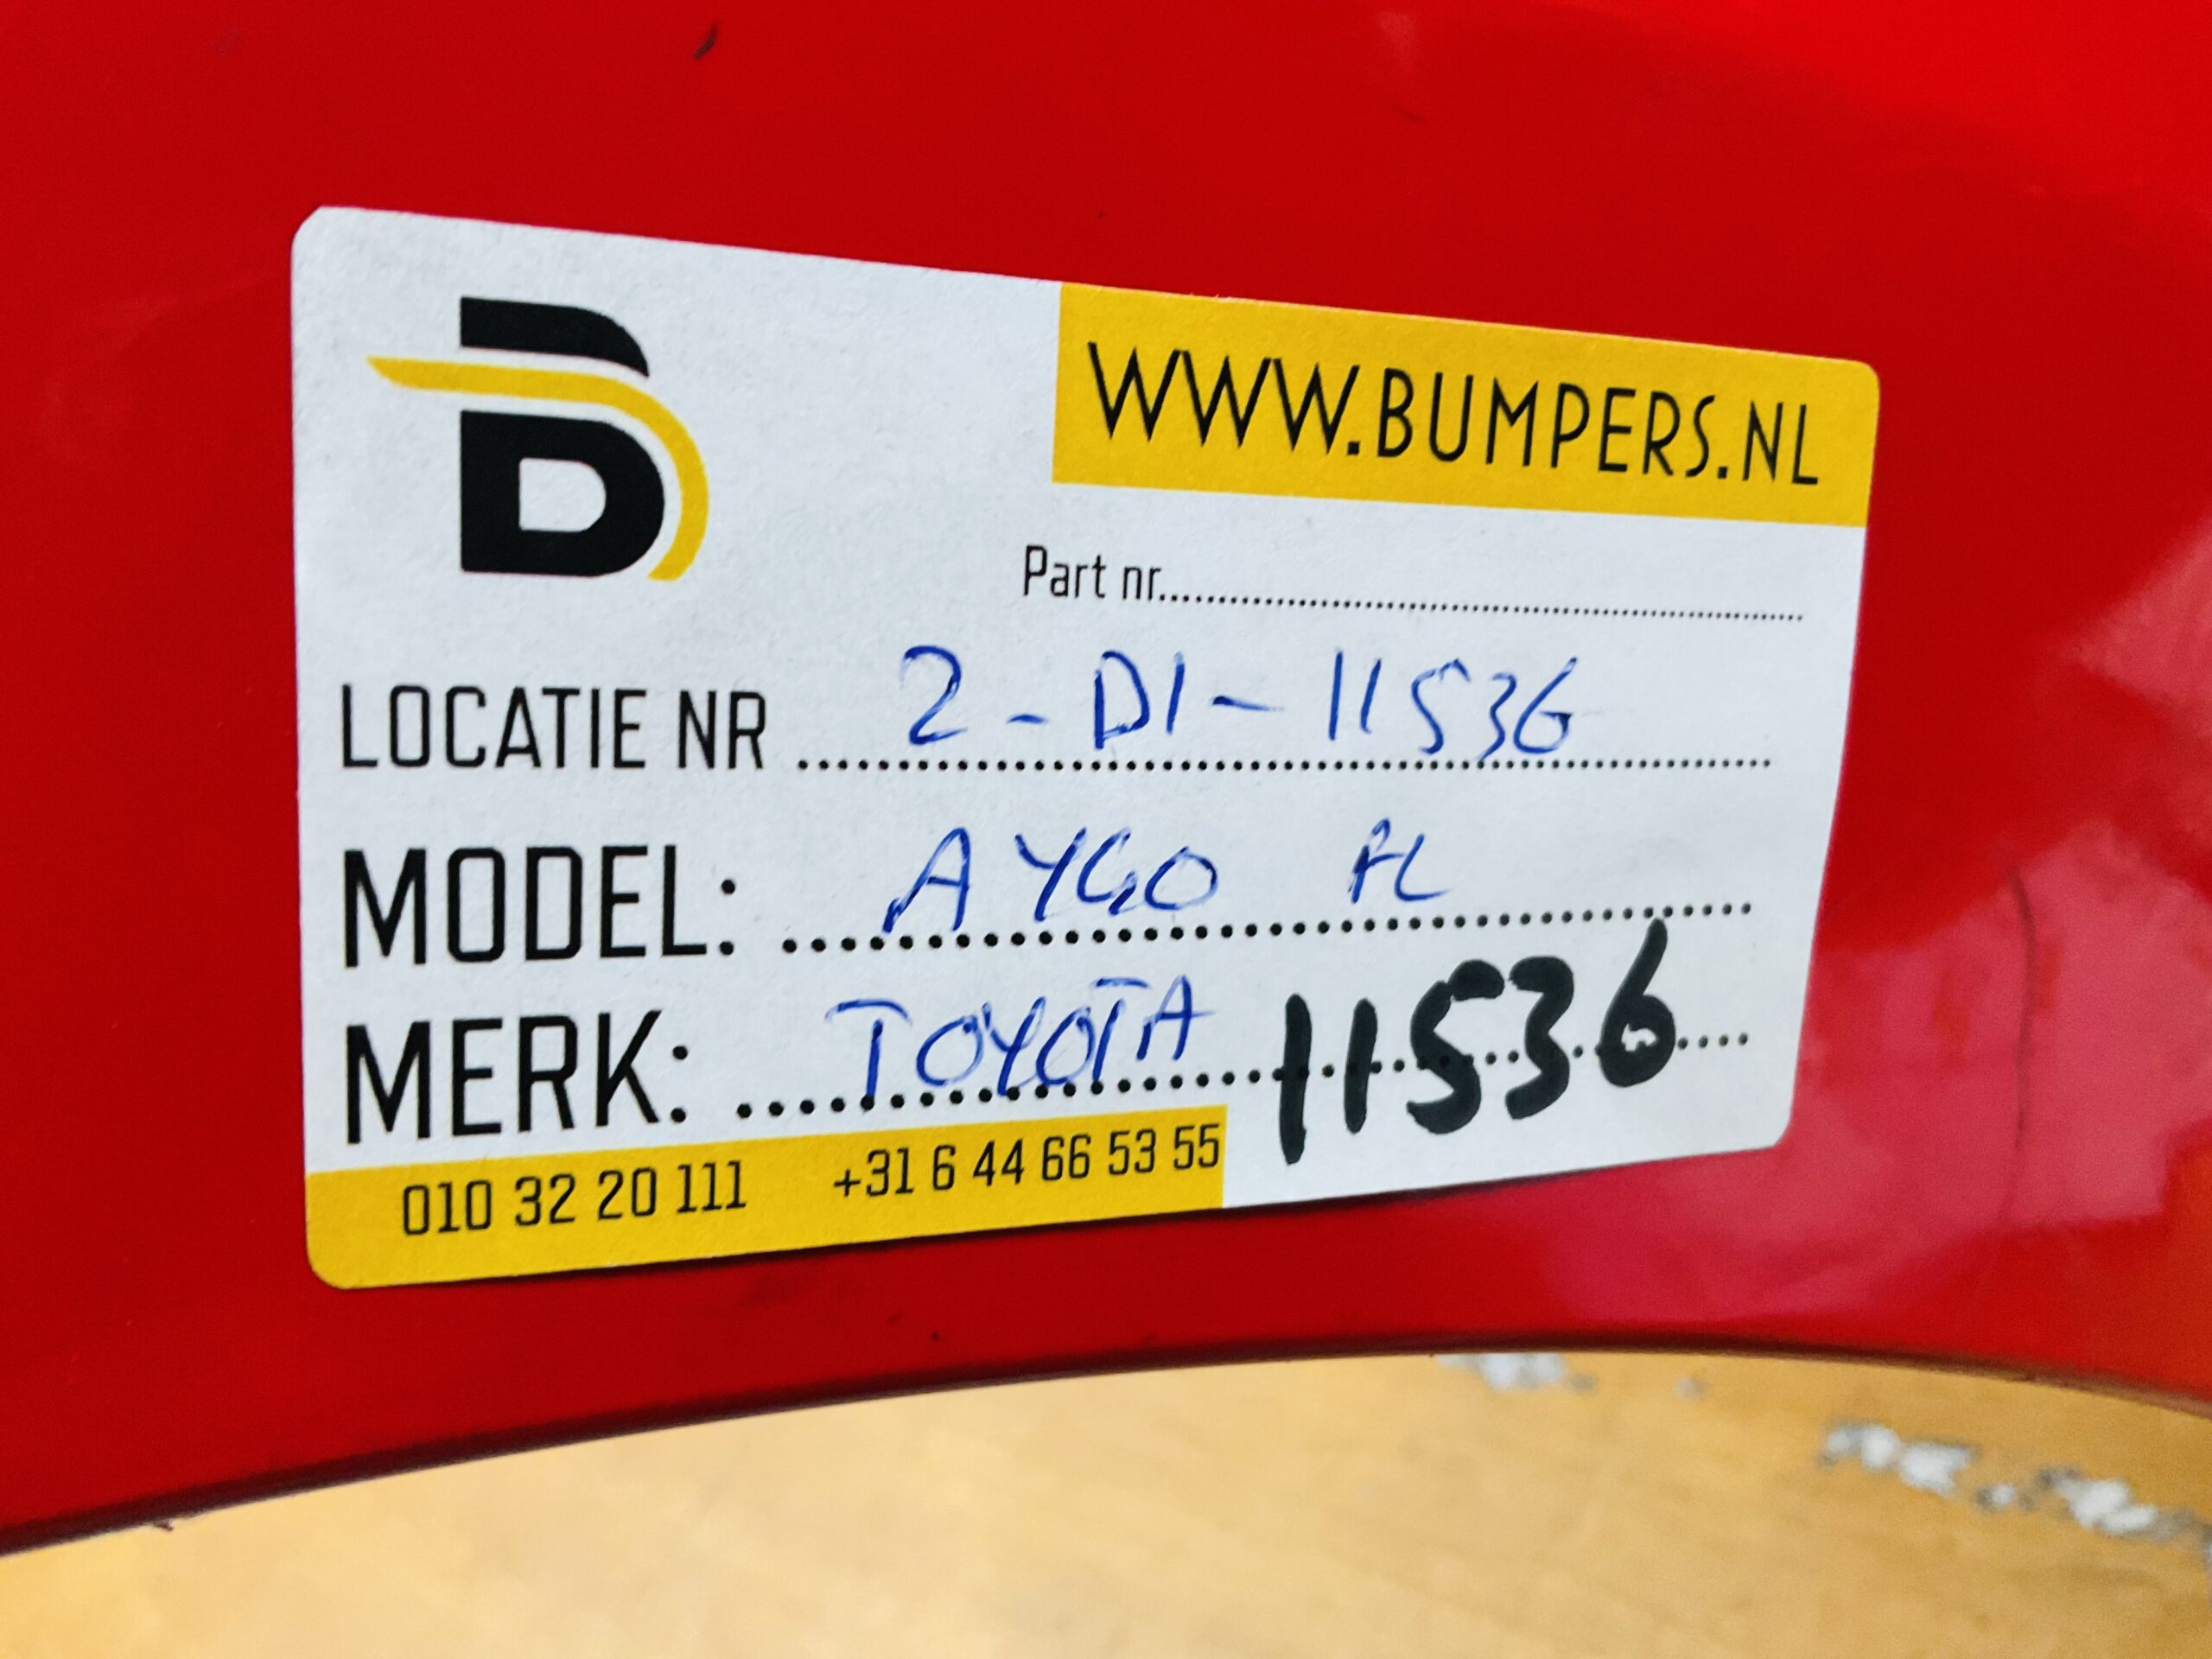 B
WWW.BUMPERS.NL
Part nr..........
LOCATIE NR .......... 2-D1-11536
MODEL: .......... AYGO FL
MERK: .......... TOYOTA 11536
010 32 20 111 +31 6 44 66 53 55